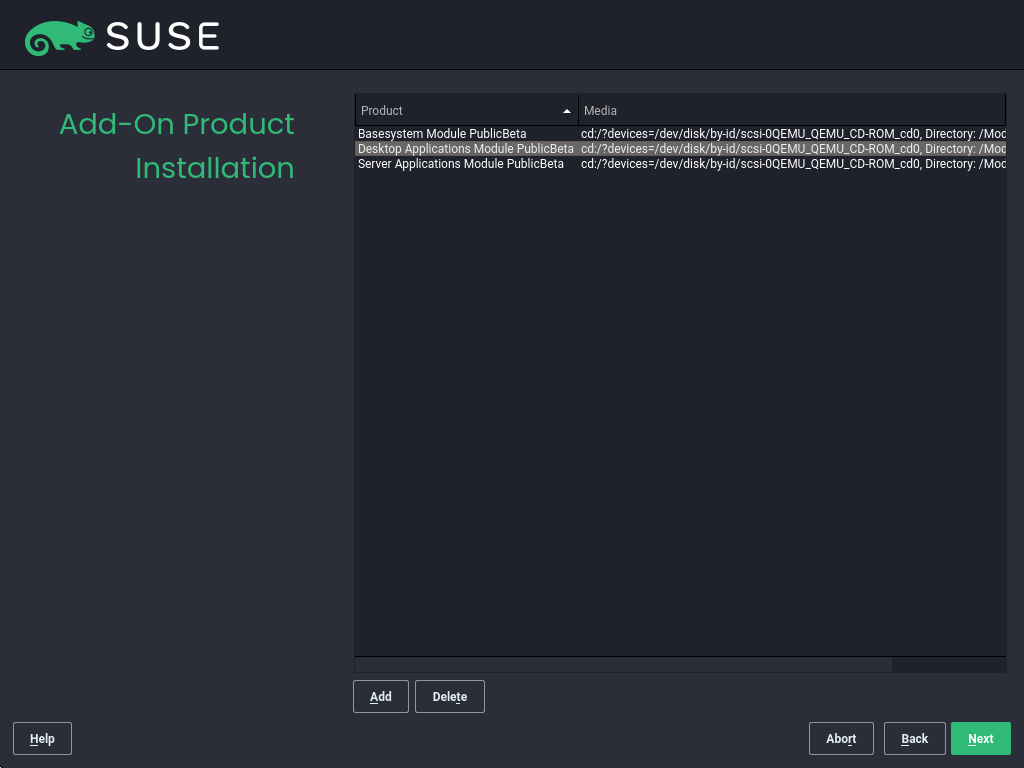 SUSE
Add-On Product
Installation
Product Media
Basesystem Module PublicBeta cd:/?devices=/dev/disk/by-id/scsi-0QEMU_QEMU_CD-ROM_cd0, Directory: /Mod
Desktop Applications Module PublicBeta cd:/?devices=/dev/disk/by-id/scsi-0QEMU_QEMU_CD-ROM_cd0, Directory: /Mod
Server Applications Module PublicBeta cd:/?devices=/dev/disk/by-id/scsi-0QEMU_QEMU_CD-ROM_cd0, Directory: /Mod
Add Delete
Help Abort Back Next